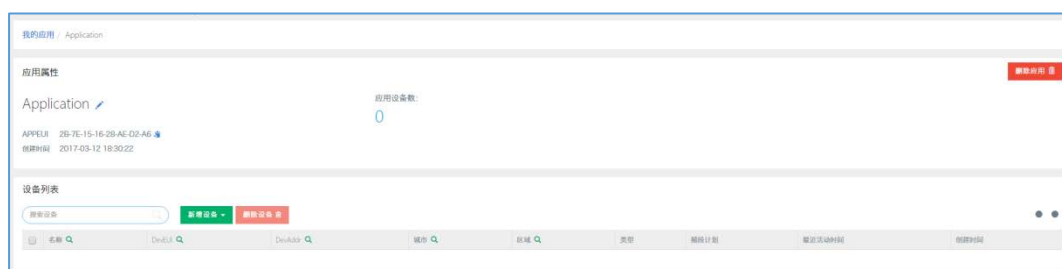 我的应用 / Application
应用属性
删除应用
Application
应用设备数:
0
APPEUI 2B-7E-15-16-28-AE-D2-A6
创建时间 2017-03-12 18:30:22
设备列表
搜索设备 新增设备 删除设备
名称 DevEUI DevAddr 城市 区域 类型 频段计划 最近活动时间 创建时间